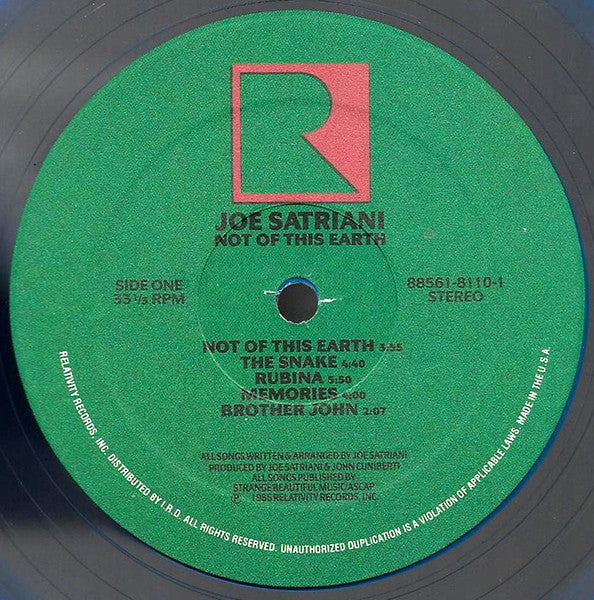 R
JOE SATRIANI
NOT OF THIS EARTH
SIDE ONE
33 ⅓ RPM
88561-8110-1
STEREO
NOT OF THIS EARTH 3:55
THE SNAKE 4:40
RUBINA 5:50
MEMORIES 4:00
BROTHER JOHN 2:07
ALL SONGS WRITTEN & ARRANGED BY JOE SATRIANI
PRODUCED BY JOE SATRIANI & JOHN CUNIBERTI
ALL SONGS PUBLISHED BY
STRANGE BEAUTIFUL MUSIC/ASCAP
℗ 1986 RELATIVITY RECORDS, INC.
RELATIVITY RECORDS, INC. DISTRIBUTED BY I.R.D. ALL RIGHTS RESERVED. UNAUTHORIZED DUPLICATION IS A VIOLATION OF APPLICABLE LAWS. MADE IN THE U.S.A.